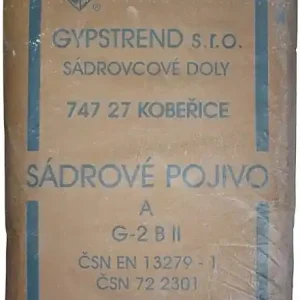 GYPSTREND s.r.o.
SÁDROVCOVÉ DOLY
747 27 KOBEŘICE
SÁDROVÉ POJIVO
A
G-2 B II
ČSN EN 13279 - 1
ČSN 72 2301